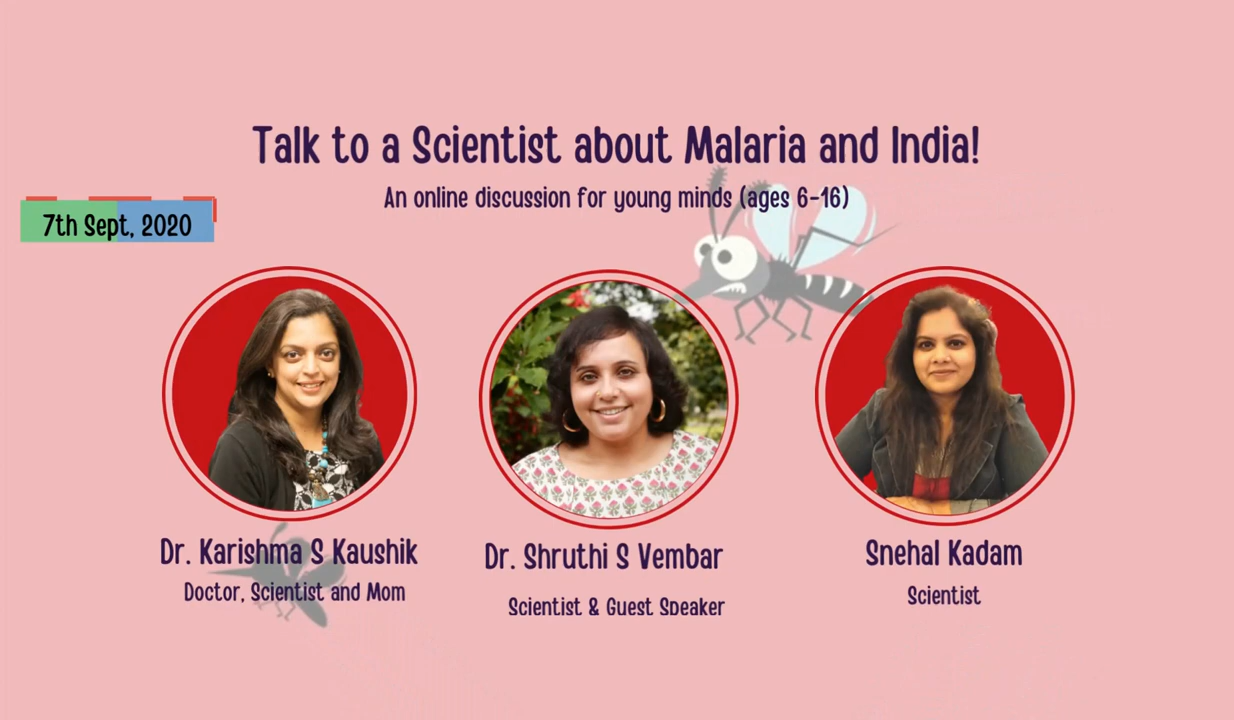 Talk to a Scientist about Malaria and India!
An online discussion for young minds (ages 6-16)
7th Sept, 2020
Dr. Karishma S Kaushik
Doctor, Scientist and Mom
Dr. Shruthi S Vembar
Scientist & Guest Speaker
Snehal Kadam
Scientist